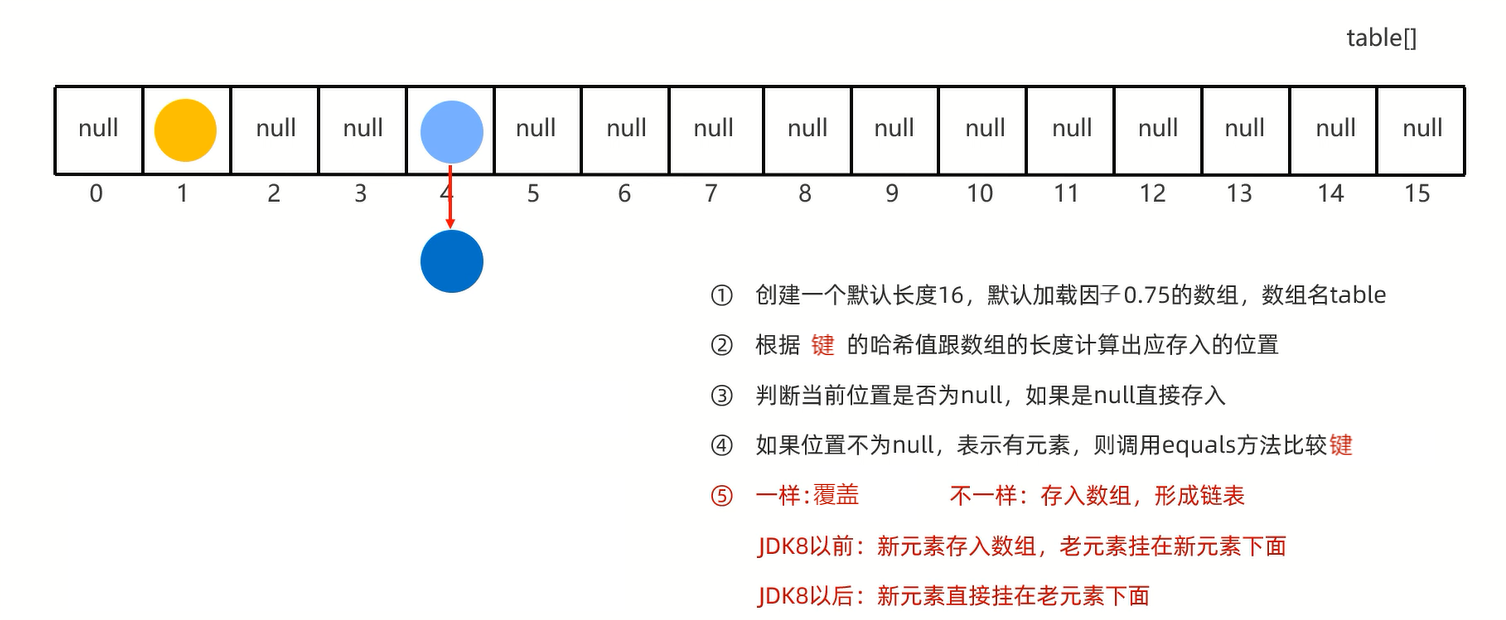 table[]
null null null null null null null null null null null null null null
0 1 2 3 4 5 6 7 8 9 10 11 12 13 14 15
① 创建一个默认长度16，默认加载因子0.75的数组，数组名table
② 根据 键 的哈希值跟数组的长度计算出应存入的位置
③ 判断当前位置是否为null，如果是null直接存入
④ 如果位置不为null，表示有元素，则调用equals方法比较键
⑤ 一样:覆盖 不一样：存入数组，形成链表
JDK8以前：新元素存入数组，老元素挂在新元素下面
JDK8以后：新元素直接挂在老元素下面